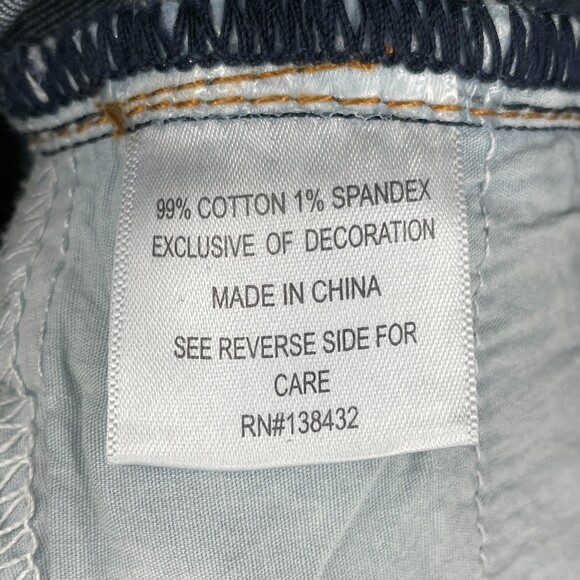 99% COTTON 1% SPANDEX
EXCLUSIVE OF DECORATION
MADE IN CHINA
SEE REVERSE SIDE FOR
CARE
RN#138432